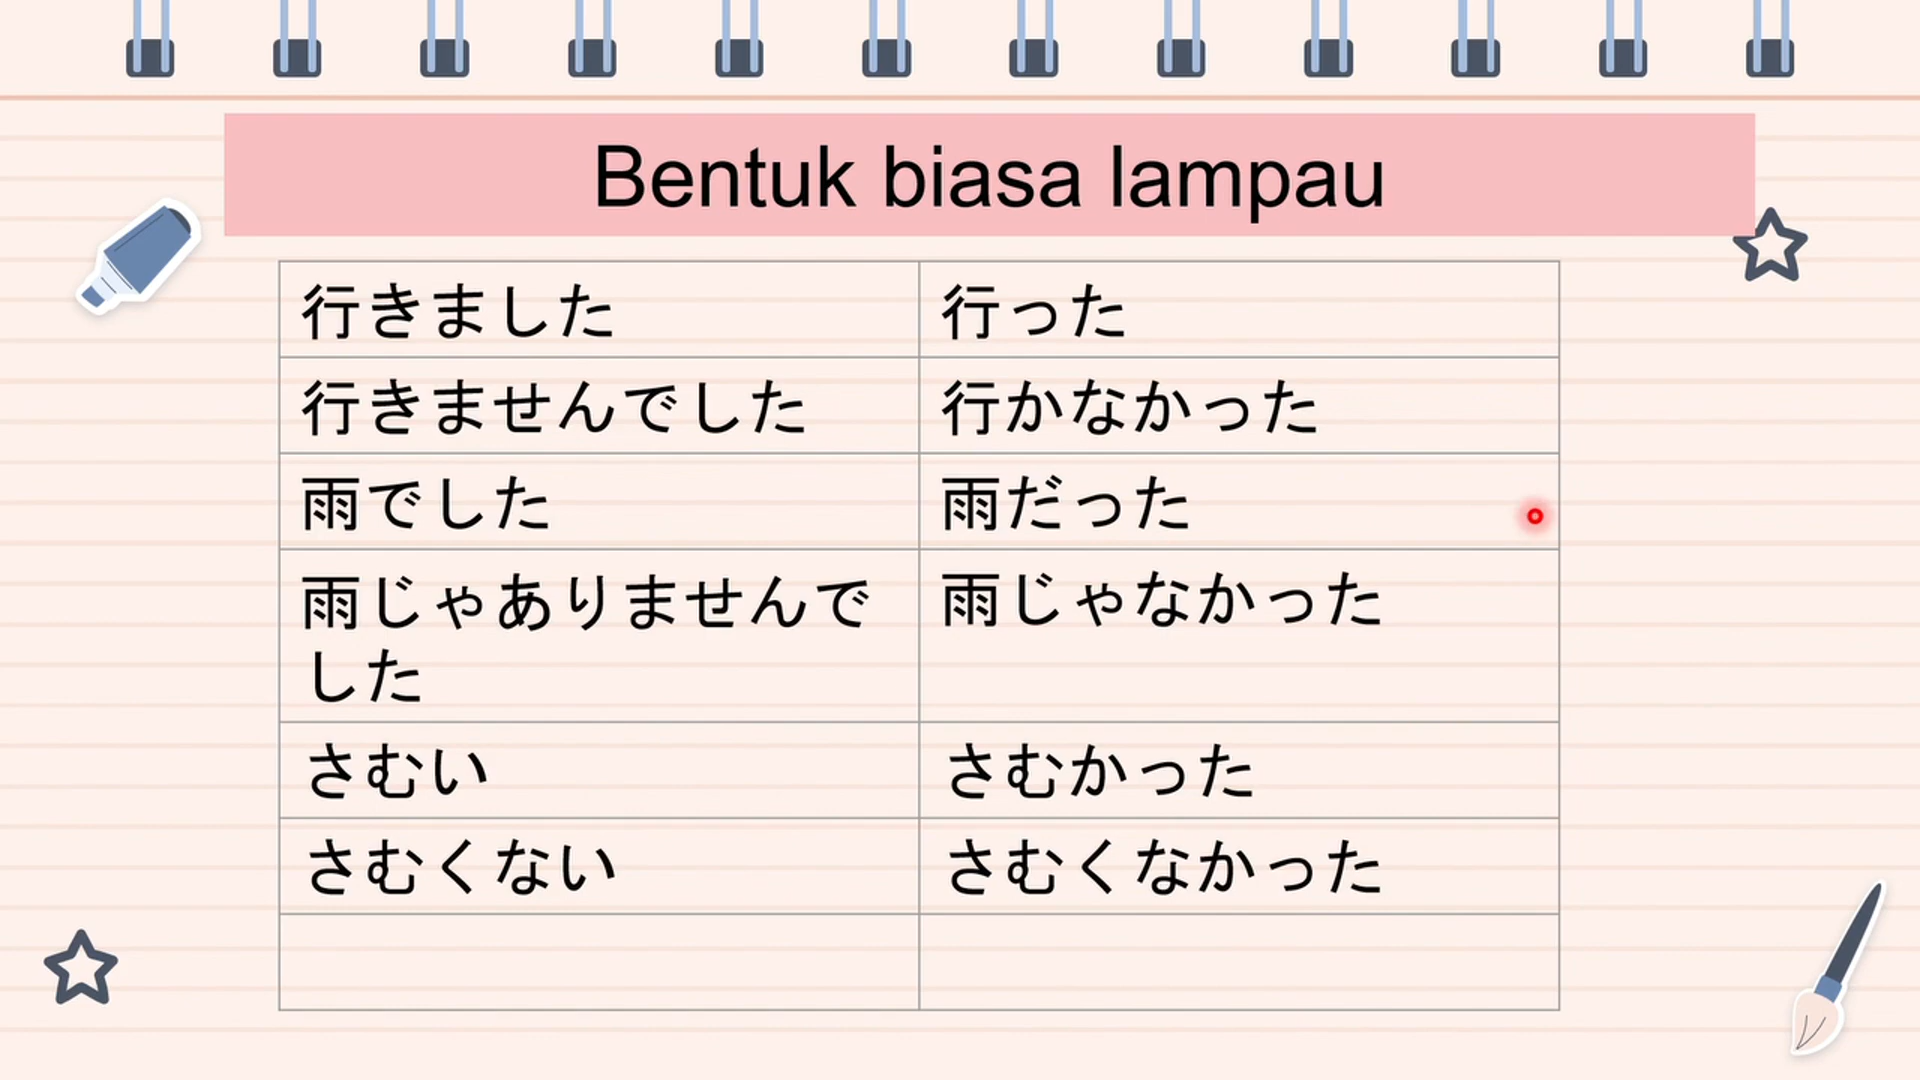 Bentuk biasa lampau
行きました 行った
行きませんでした 行かなかった
雨でした 雨だった
雨じゃありませんで 雨じゃなかった
した
さむい さむかった
さむくない さむくなかった